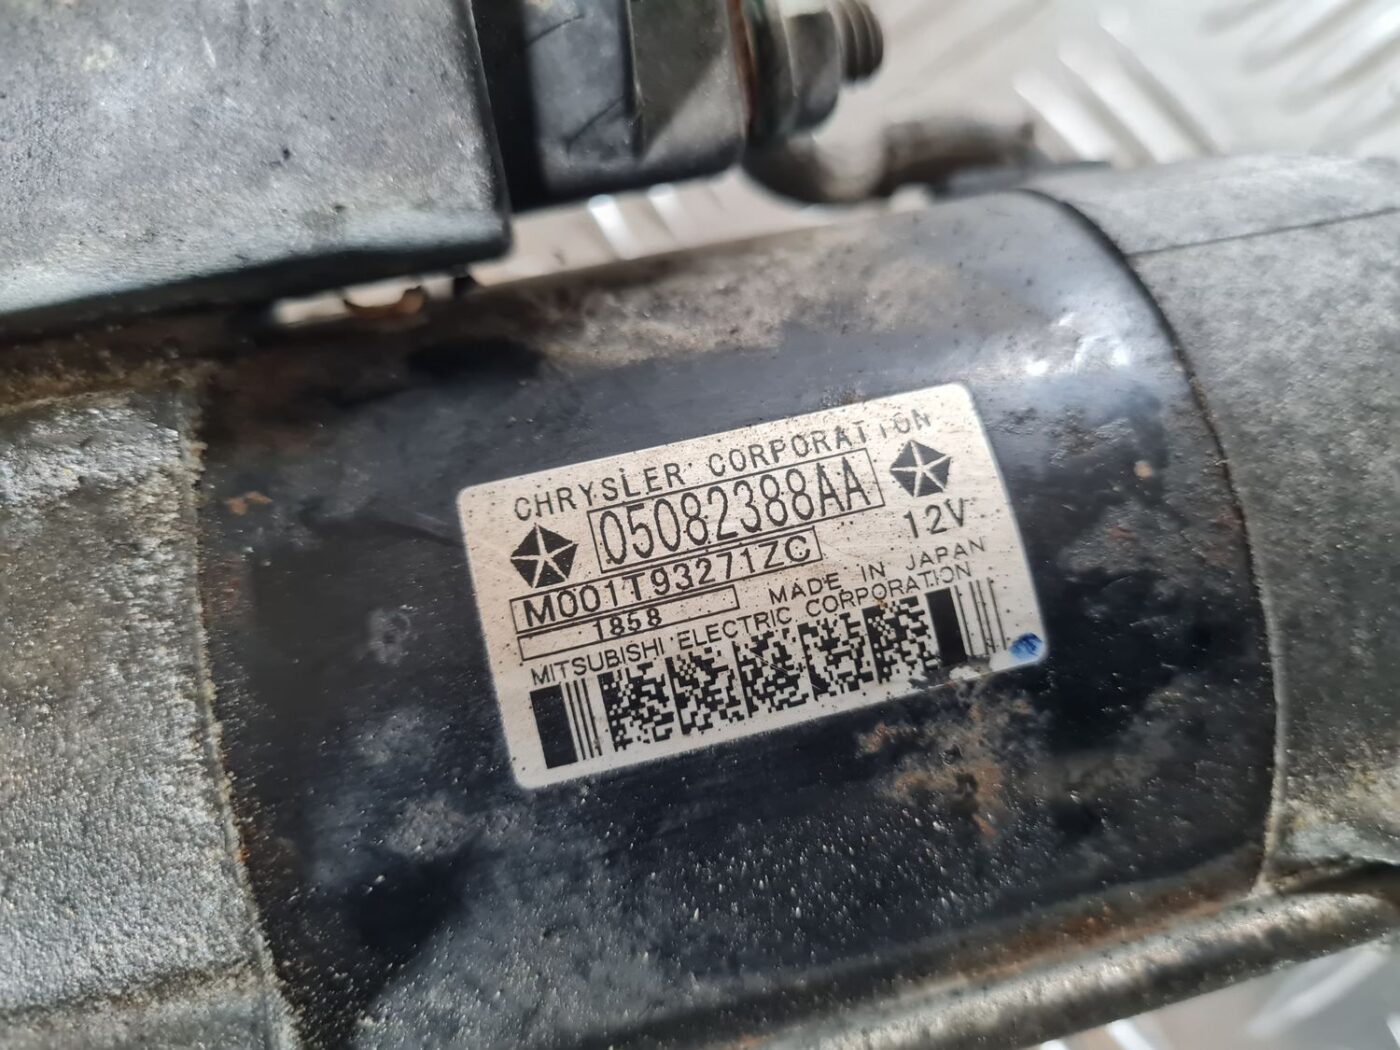 CHRYSLER CORPORATION
05082388AA
12V
M001T93271ZC
1858
MADE IN JAPAN
MITSUBISHI ELECTRIC CORPORATION